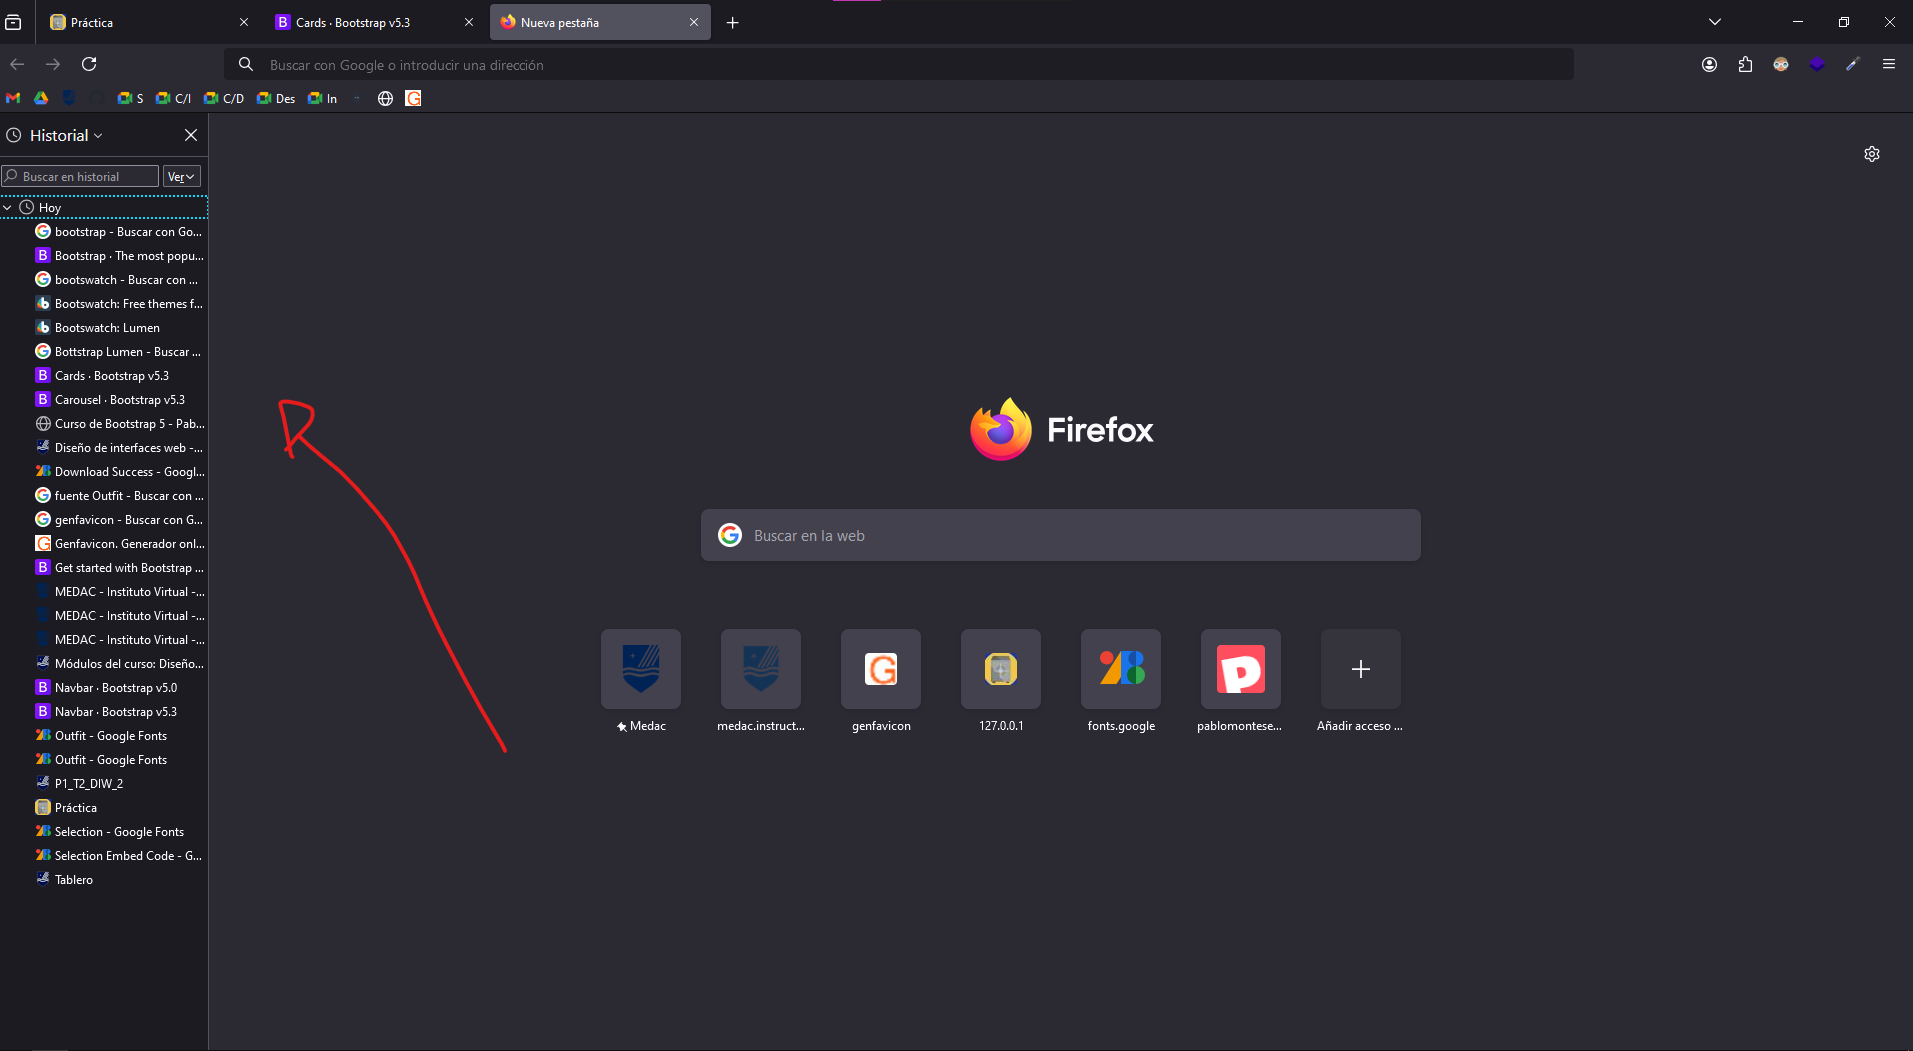 Práctica
Cards · Bootstrap v5.3
Nueva pestaña
Buscar con Google o introducir una dirección
S
C/I
C/D
Des
In
Historial
Buscar en historial
Ver
Hoy
bootstrap - Buscar con Go...
Bootstrap · The most popu...
bootswatch - Buscar con ...
Bootswatch: Free themes f...
Bootswatch: Lumen
Bottstrap Lumen - Buscar ...
Cards · Bootstrap v5.3
Carousel · Bootstrap v5.3
Curso de Bootstrap 5 - Pab...
Diseño de interfaces web -...
Download Success - Googl...
fuente Outfit - Buscar con ...
genfavicon - Buscar con G...
Genfavicon. Generador onl...
Get started with Bootstrap ...
MEDAC - Instituto Virtual -...
MEDAC - Instituto Virtual -...
MEDAC - Instituto Virtual -...
Módulos del curso: Diseño...
Navbar · Bootstrap v5.0
Navbar · Bootstrap v5.3
Outfit - Google Fonts
Outfit - Google Fonts
P1_T2_DIW_2
Práctica
Selection - Google Fonts
Selection Embed Code - G...
Tablero
Firefox
Buscar en la web
Medac
medac.instruct...
genfavicon
127.0.0.1
fonts.google
pablomontese...
Añadir acceso ...